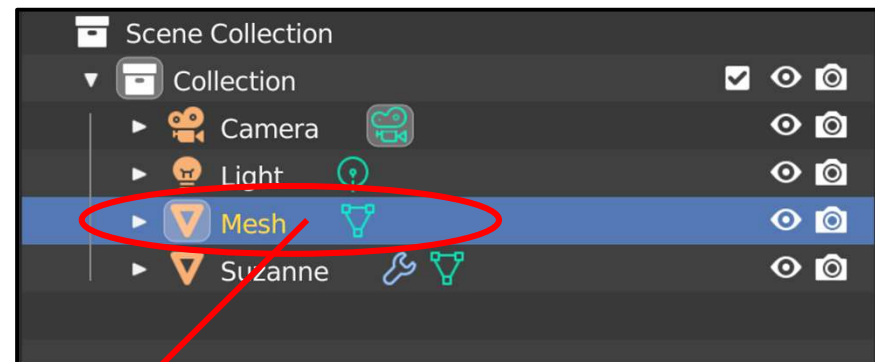 Scene Collection
Collection
Camera
Light
Mesh
Suzanne